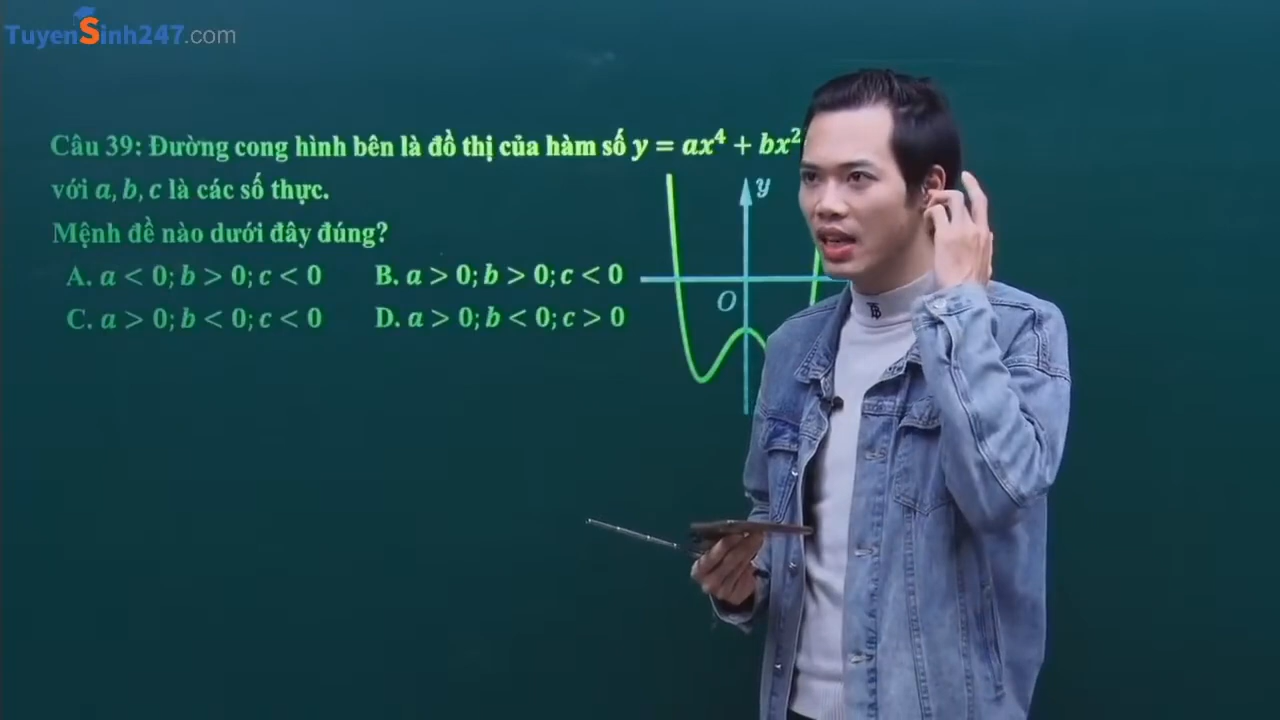 TuyenSinh247.com
Câu 39: Đường cong hình bên là đồ thị của hàm số y = ax⁴ + bx²
với a, b, c là các số thực.
y
Mệnh đề nào dưới đây đúng?
A. a < 0; b > 0; c < 0 B. a > 0; b > 0; c < 0
O
C. a > 0; b < 0; c < 0 D. a > 0; b < 0; c > 0